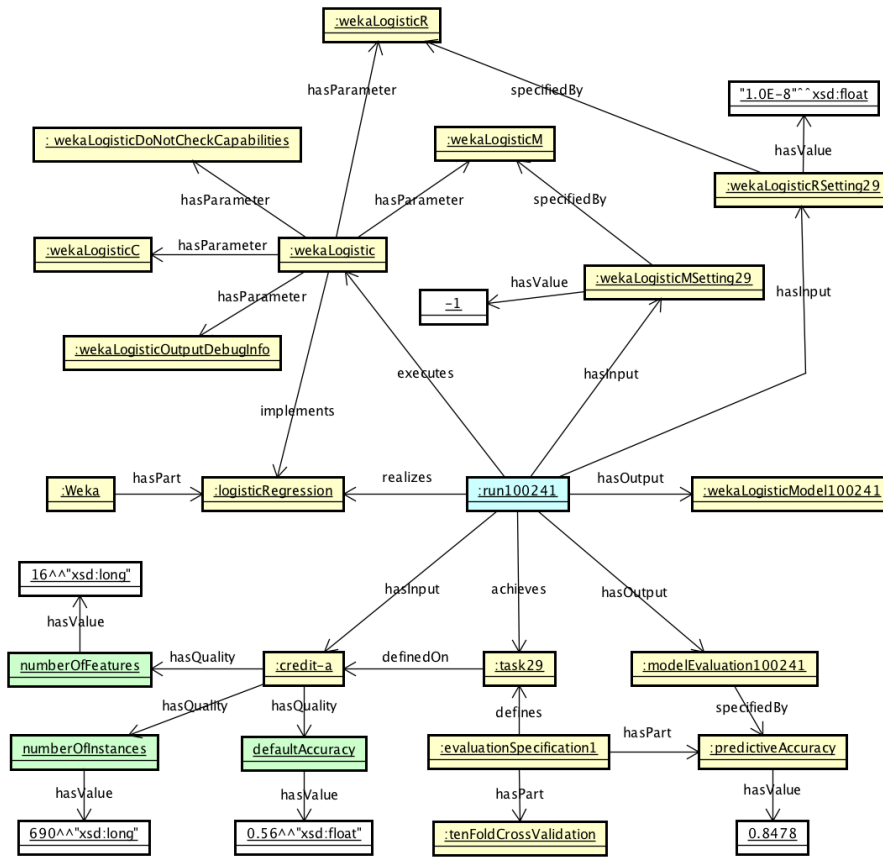 :wekaLogisticR
hasParameter
specifiedBy
"1.0E-8"^^xsd:float
: wekaLogisticDoNotCheckCapabilities
:wekaLogisticM
hasValue
hasParameter
hasParameter
specifiedBy
:wekaLogisticRSetting29
:wekaLogisticC
hasParameter
:wekaLogistic
hasValue
:wekaLogisticMSetting29
hasInput
hasParameter
-1
:wekaLogisticOutputDebugInfo
executes
hasInput
implements
:Weka
hasPart
:logisticRegression
realizes
:run100241
hasOutput
:wekaLogisticModel100241
16^^"xsd:long"
hasInput
achieves
hasOutput
hasValue
numberOfFeatures
hasQuality
:credit-a
definedOn
:task29
:modelEvaluation100241
hasQuality
hasQuality
defines
specifiedBy
numberOfInstances
defaultAccuracy
:evaluationSpecification1
hasPart
:predictiveAccuracy
hasValue
hasValue
hasPart
hasValue
690^^"xsd:long"
0.56^^"xsd:float"
:tenFoldCrossValidation
0.8478